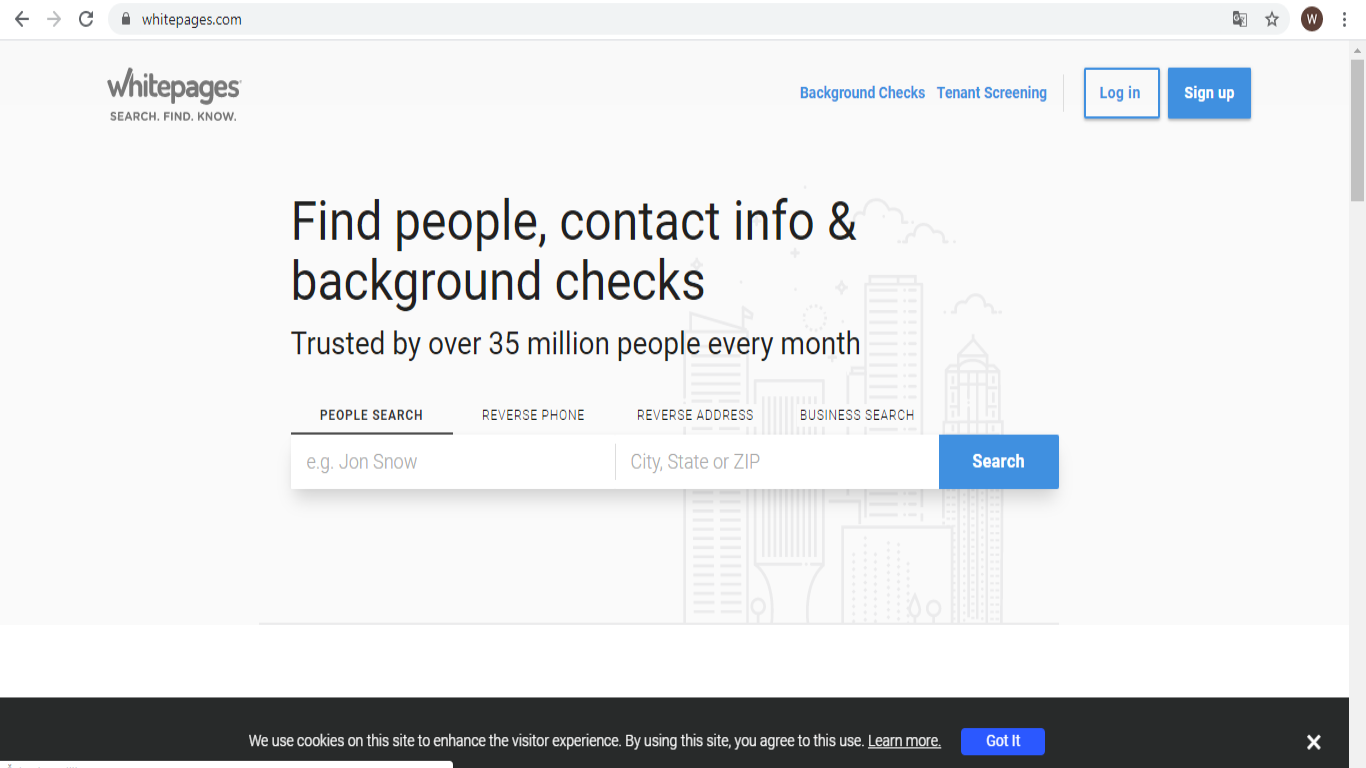 whitepages.com
W
whitepages
SEARCH. FIND. KNOW.
Background Checks Tenant Screening Log in Sign up
Find people, contact info &
background checks
Trusted by over 35 million people every month
PEOPLE SEARCH REVERSE PHONE REVERSE ADDRESS BUSINESS SEARCH
e.g. Jon Snow City, State or ZIP Search
We use cookies on this site to enhance the visitor experience. By using this site, you agree to this use. Learn more. Got It